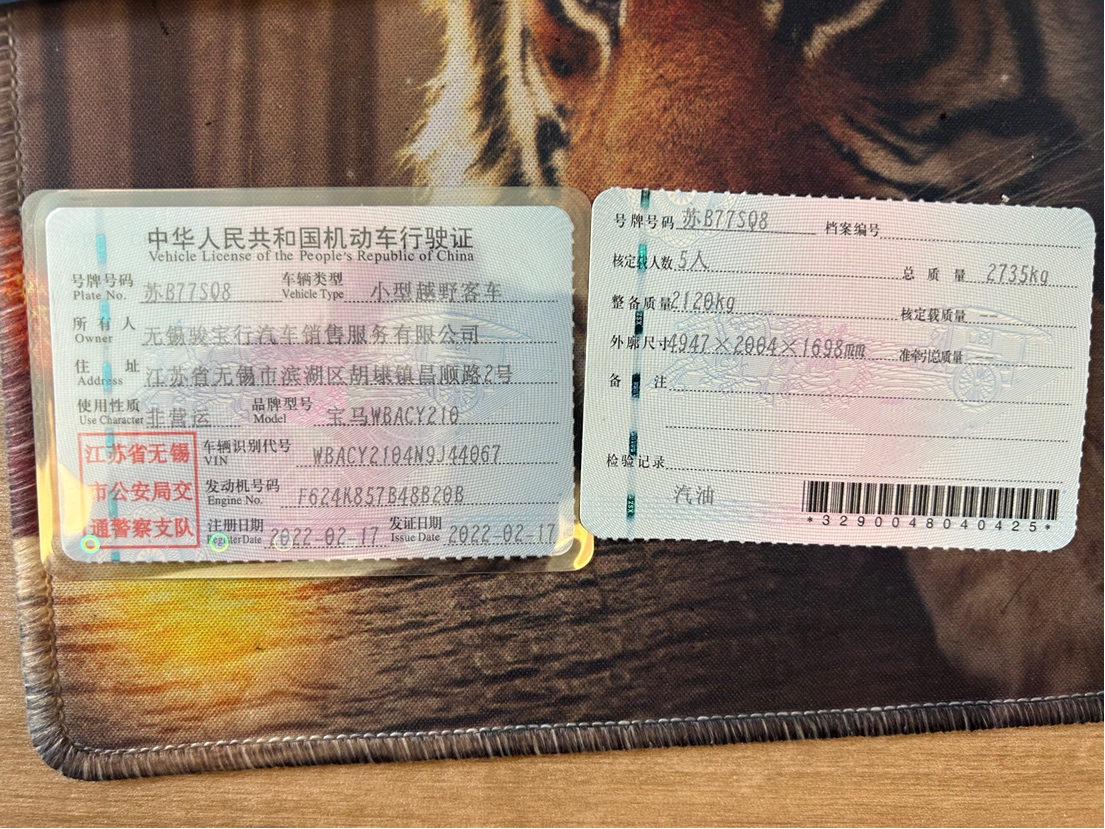 中华人民共和国机动车行驶证
Vehicle License of the People's Republic of China
号牌号码 苏B77SQ8 车辆类型 小型越野客车
Plate No. Vehicle Type
所有人 无锡骏宝行汽车销售服务有限公司
Owner
住址 江苏省无锡市滨湖区胡埭镇昌顺路2号
Address
使用性质 非营运 品牌型号 宝马WBACY210
Use Character Model
江苏省无锡
市公安局交
通警察支队
车辆识别代号 WBACY2104N9J44067
VIN
发动机号码 F624K857B48B20B
Engine No.
注册日期 2022-02-17 发证日期 2022-02-17
RegisterDate Issue Date
号牌号码 苏B77SQ8 档案编号
核定载人数 5人 总质量 2735kg
整备质量 2120kg 核定载质量 --
外廓尺寸 4947×2004×1698mm 准牵引总质量 --
备注
检验记录
汽油
*3290048040425*